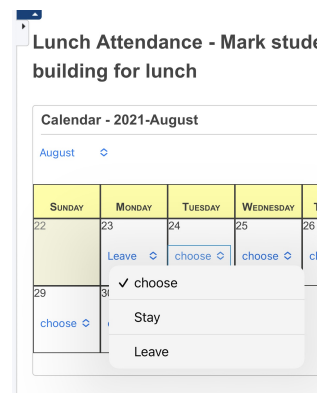 Lunch Attendance - Mark stude
building for lunch
Calendar - 2021-August
August
Sunday Monday Tuesday Wednesday T
22 23 24 25 26
Leave choose choose
choose
29
choose
Stay
Leave